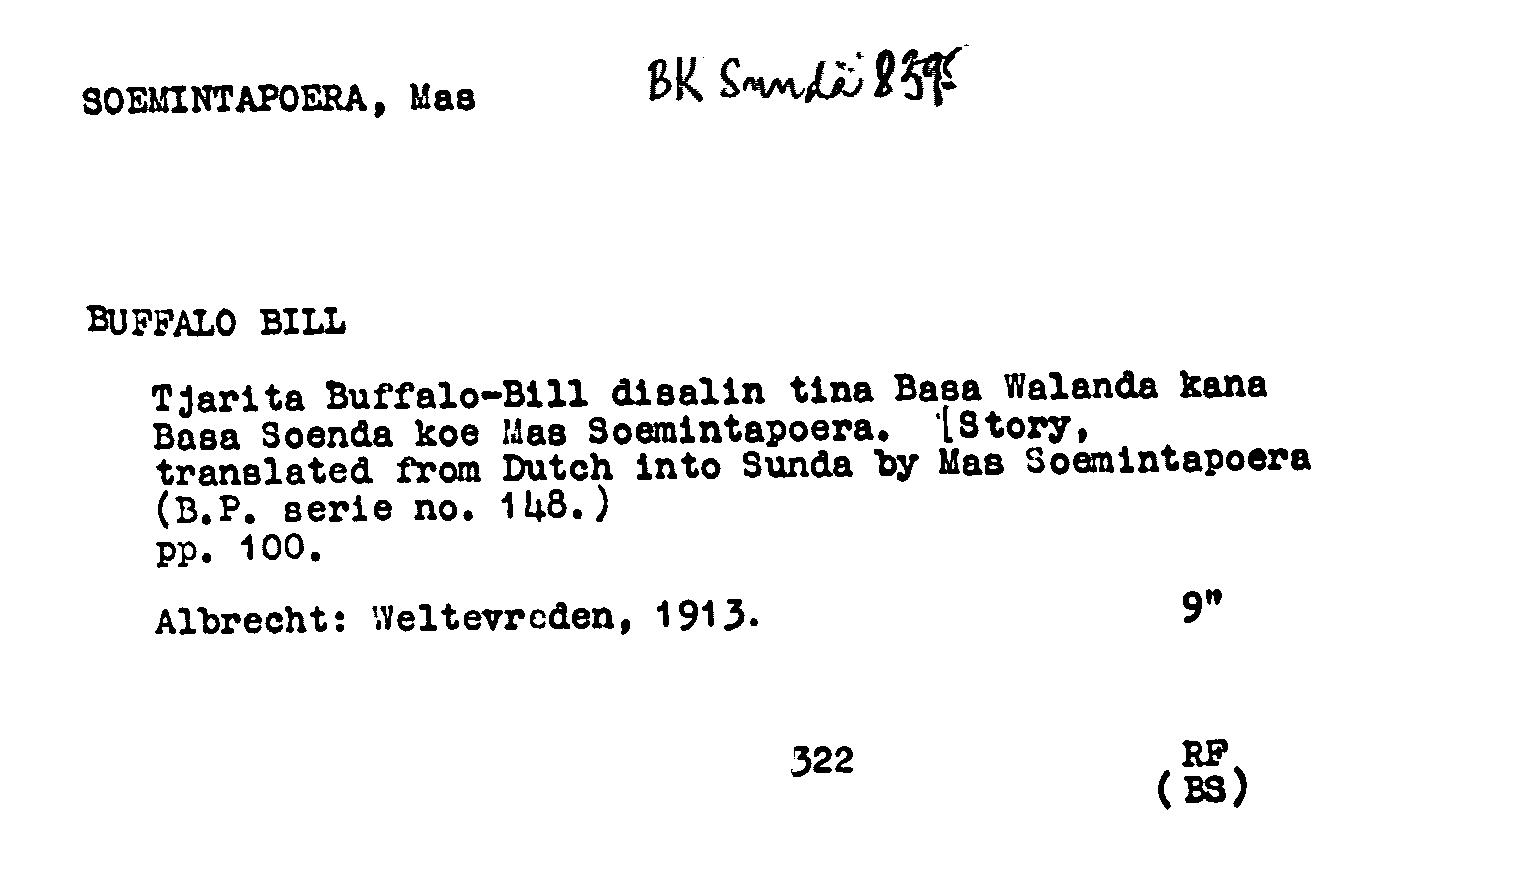 SOEMINTAPOERA, Mas
BK Sunda 8395
BUFFALO BILL
Tjarita Buffalo-Bill disalin tina Basa Walanda kana
Basa Soenda koe Mas Soemintapoera. [Story,
translated from Dutch into Sunda by Mas Soemintapoera
(B.P. serie no. 148.)
pp. 100.
Albrecht: Weltevreden, 1913. 9"
322 RF
(BS)